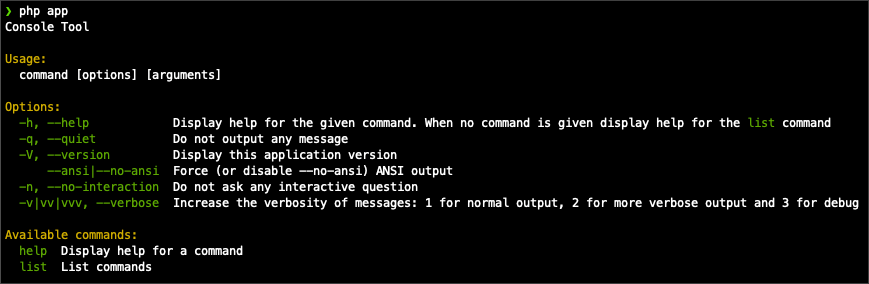 ❯ php app
Console Tool
Usage:
command [options] [arguments]
Options:
-h, --help Display help for the given command. When no command is given display help for the list command
-q, --quiet Do not output any message
-V, --version Display this application version
--ansi|--no-ansi Force (or disable --no-ansi) ANSI output
-n, --no-interaction Do not ask any interactive question
-v|vv|vvv, --verbose Increase the verbosity of messages: 1 for normal output, 2 for more verbose output and 3 for debug
Available commands:
help Display help for a command
list List commands